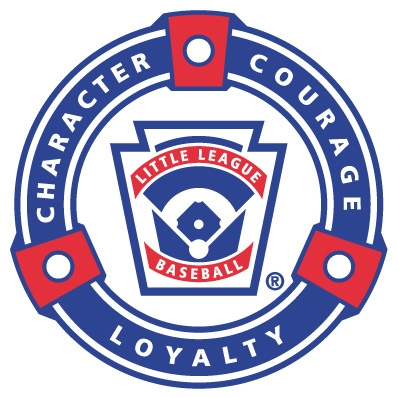 CHARACTER
COURAGE
LITTLE LEAGUE
BASEBALL
®
LOYALTY